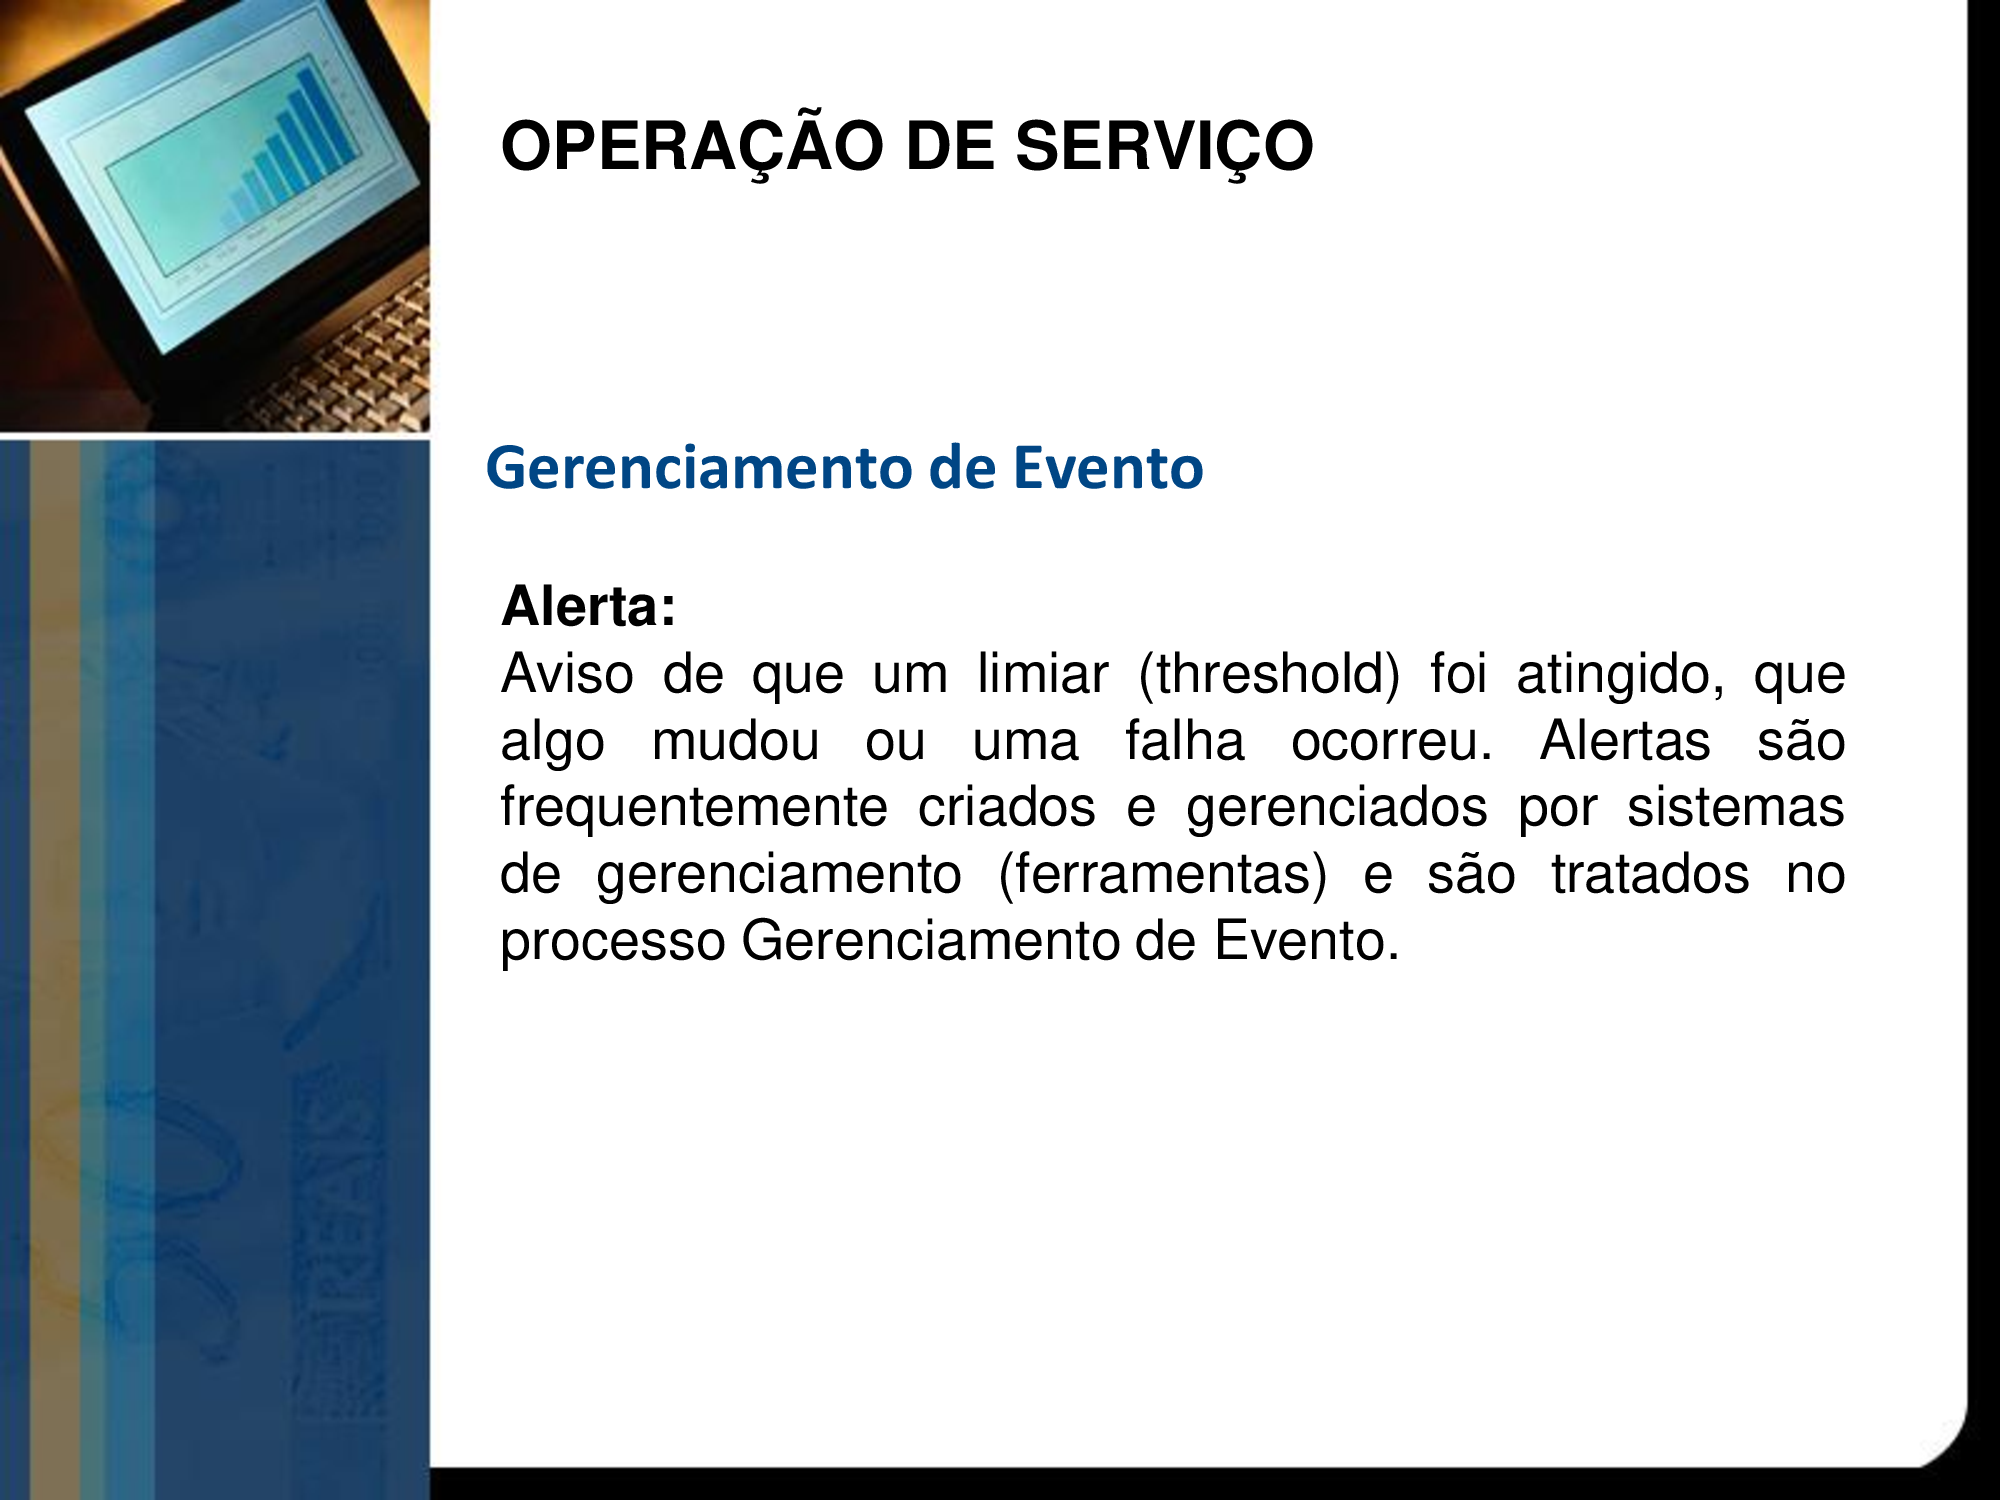 OPERAÇÃO DE SERVIÇO
Gerenciamento de Evento
Alerta:
Aviso de que um limiar (threshold) foi atingido, que
algo mudou ou uma falha ocorreu. Alertas são
frequentemente criados e gerenciados por sistemas
de gerenciamento (ferramentas) e são tratados no
processo Gerenciamento de Evento.
REAIS